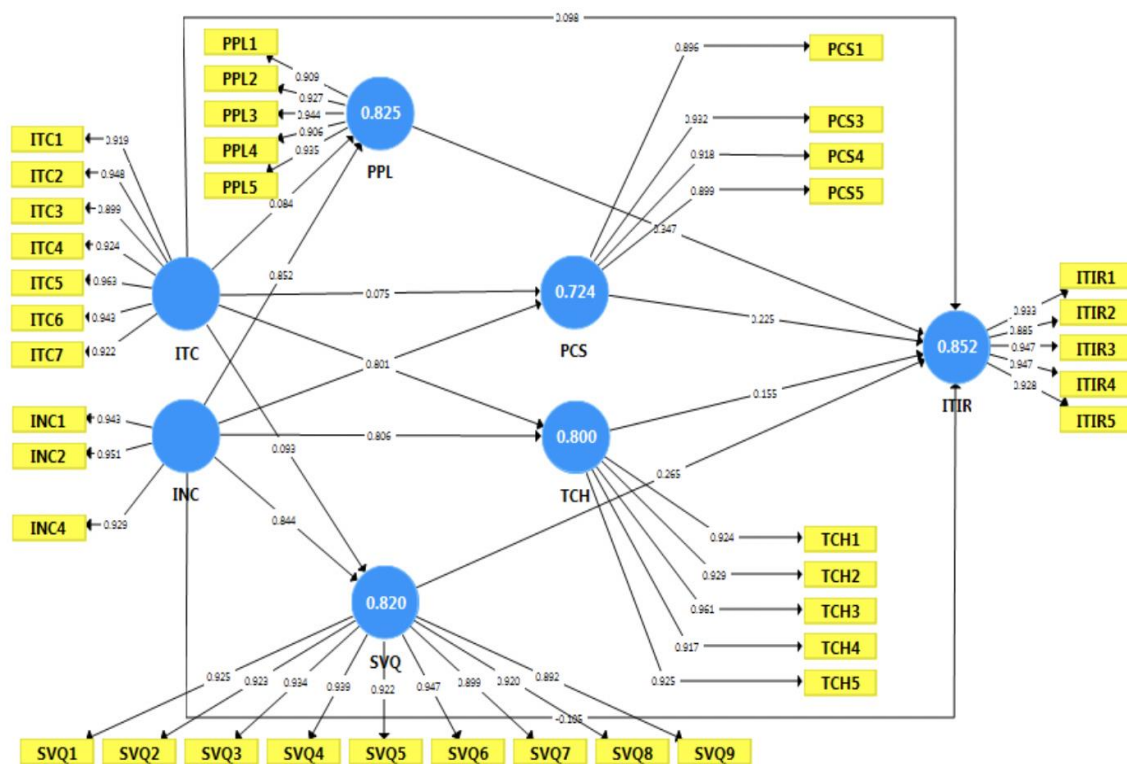 0.098
PPL1
PPL2
PPL3
PPL4
PPL5
0.909
0.927
0.944
0.906
0.935
0.825
PPL
0.896
0.932
0.918
0.899
PCS1
PCS3
PCS4
PCS5
ITC1
ITC2
ITC3
ITC4
ITC5
ITC6
ITC7
0.919
0.948
0.899
0.924
0.963
0.943
0.922
ITC
0.084
0.852
0.075
0.347
0.724
PCS
0.225
0.801
0.093
INC1
INC2
INC4
0.943
0.951
0.929
INC
0.806
0.844
0.800
TCH
0.155
0.265
0.852
ITIR
0.933
0.885
0.947
0.947
0.928
ITIR1
ITIR2
ITIR3
ITIR4
ITIR5
0.924
0.929
0.961
0.917
0.925
TCH1
TCH2
TCH3
TCH4
TCH5
0.820
SVQ
0.925
0.923
0.934
0.939
0.922
0.947
0.899
0.920
0.892
-0.105
SVQ1
SVQ2
SVQ3
SVQ4
SVQ5
SVQ6
SVQ7
SVQ8
SVQ9